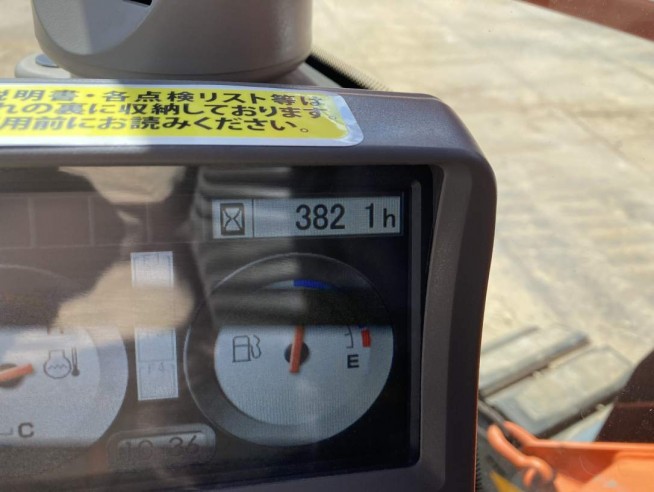 説明書・各点検リスト等は
れの裏に収納しております。
用前にお読みください。
382 1h
E
C
10:36